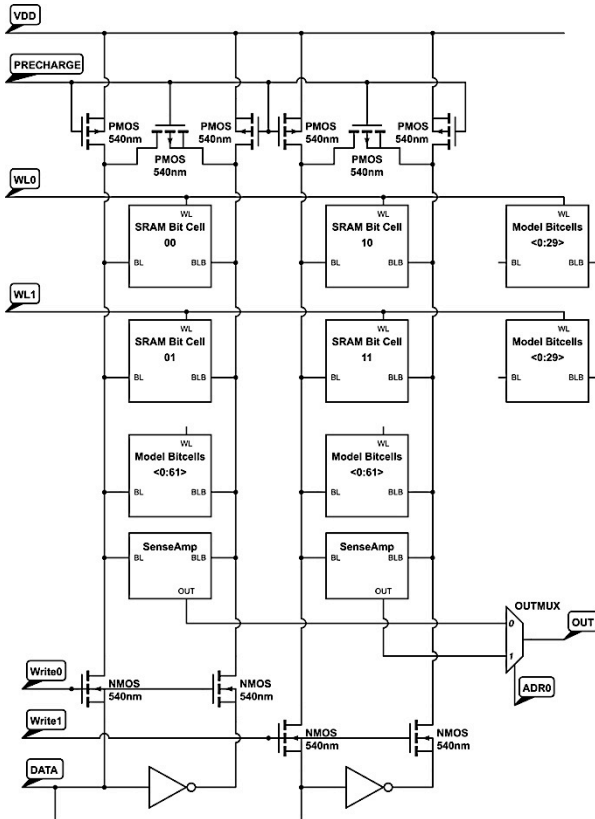 VDD
PRECHARGE
PMOS
540nm
PMOS
540nm
PMOS
540nm
PMOS
540nm
PMOS
540nm
PMOS
540nm
WL0
WL
SRAM Bit Cell
00
BL
BLB
WL
SRAM Bit Cell
10
BL
BLB
WL
Model Bitcells
<0:29>
BL
BLB
WL1
WL
SRAM Bit Cell
01
BL
BLB
WL
SRAM Bit Cell
11
BL
BLB
WL
Model Bitcells
<0:29>
BL
BLB
WL
Model Bitcells
<0:61>
BL
BLB
WL
Model Bitcells
<0:61>
BL
BLB
SenseAmp
BL
BLB
OUT
SenseAmp
BL
BLB
OUT
OUTMUX
0
1
OUT
ADR0
Write0
NMOS
540nm
NMOS
540nm
Write1
NMOS
540nm
NMOS
540nm
DATA